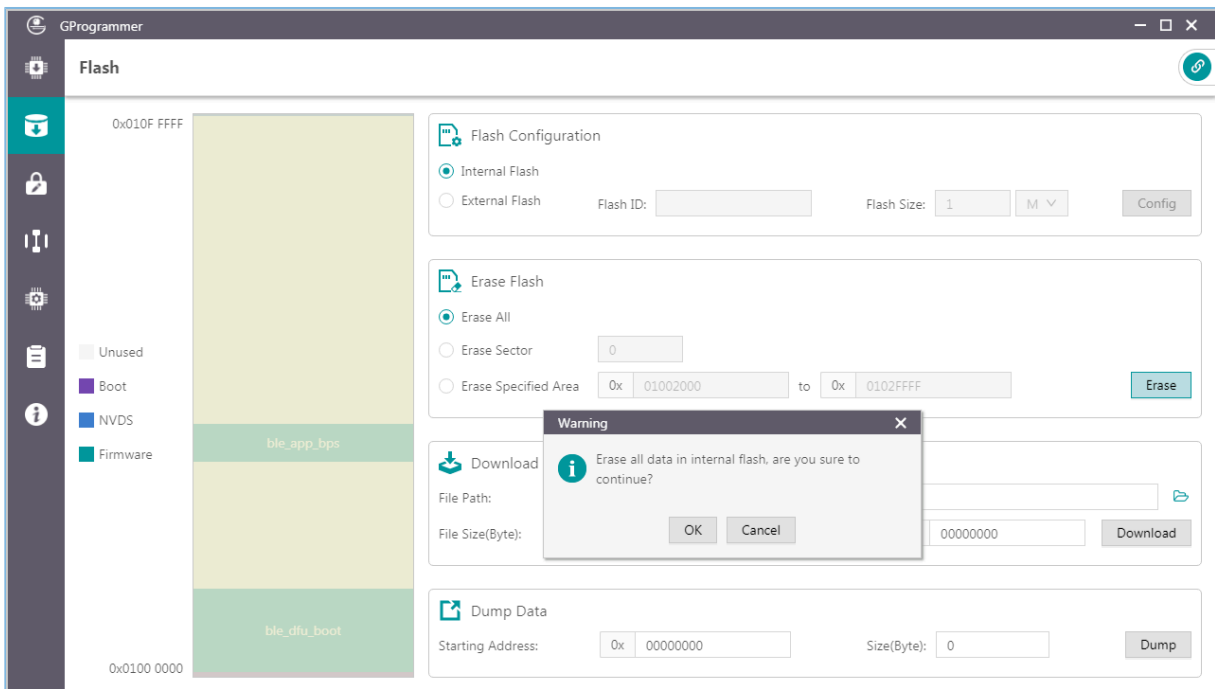 GProgrammer
Flash
0x010F FFFF
Unused
Boot
NVDS
Firmware
ble_app_bps
ble_dfu_boot
0x0100 0000
Flash Configuration
Internal Flash
External Flash Flash ID: Flash Size: 1 M Config
Erase Flash
Erase All
Erase Sector 0
Erase Specified Area 0x 01002000 to 0x 0102FFFF Erase
Warning
Erase all data in internal flash, are you sure to
continue?
OK Cancel
Download
File Path:
File Size(Byte): 00000000 Download
Dump Data
Starting Address: 0x 00000000 Size(Byte): 0 Dump